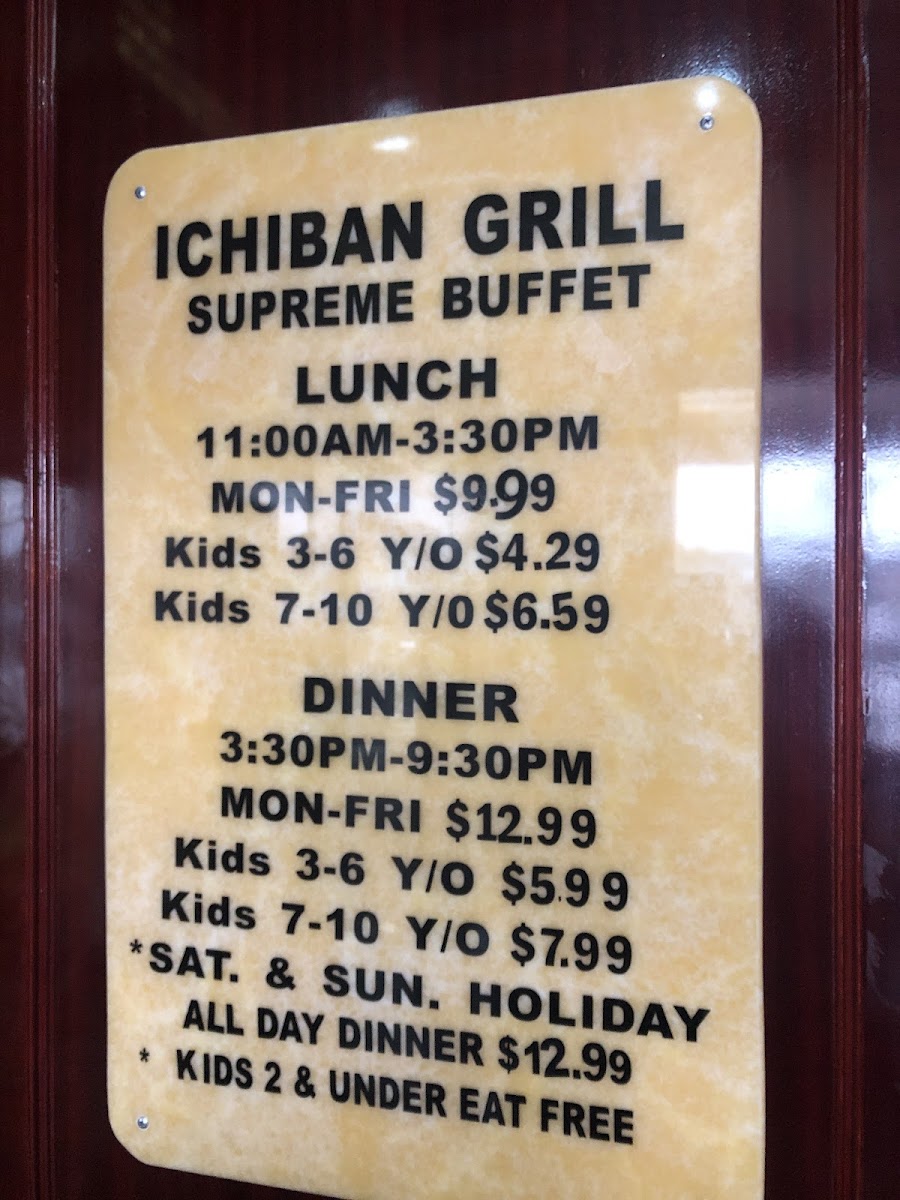 ICHIBAN GRILL
SUPREME BUFFET
LUNCH
11:00AM-3:30PM
MON-FRI $9.99
Kids 3-6 Y/O $4.29
Kids 7-10 Y/0 $6.59
DINNER
3:30PM-9:30PM
MON-FRI $12.99
Kids 3-6 Y/O $5.99
Kids 7-10 Y/O $7.99
*SAT. & SUN. HOLIDAY
ALL DAY DINNER $12.99
* KIDS 2 & UNDER EAT FREE